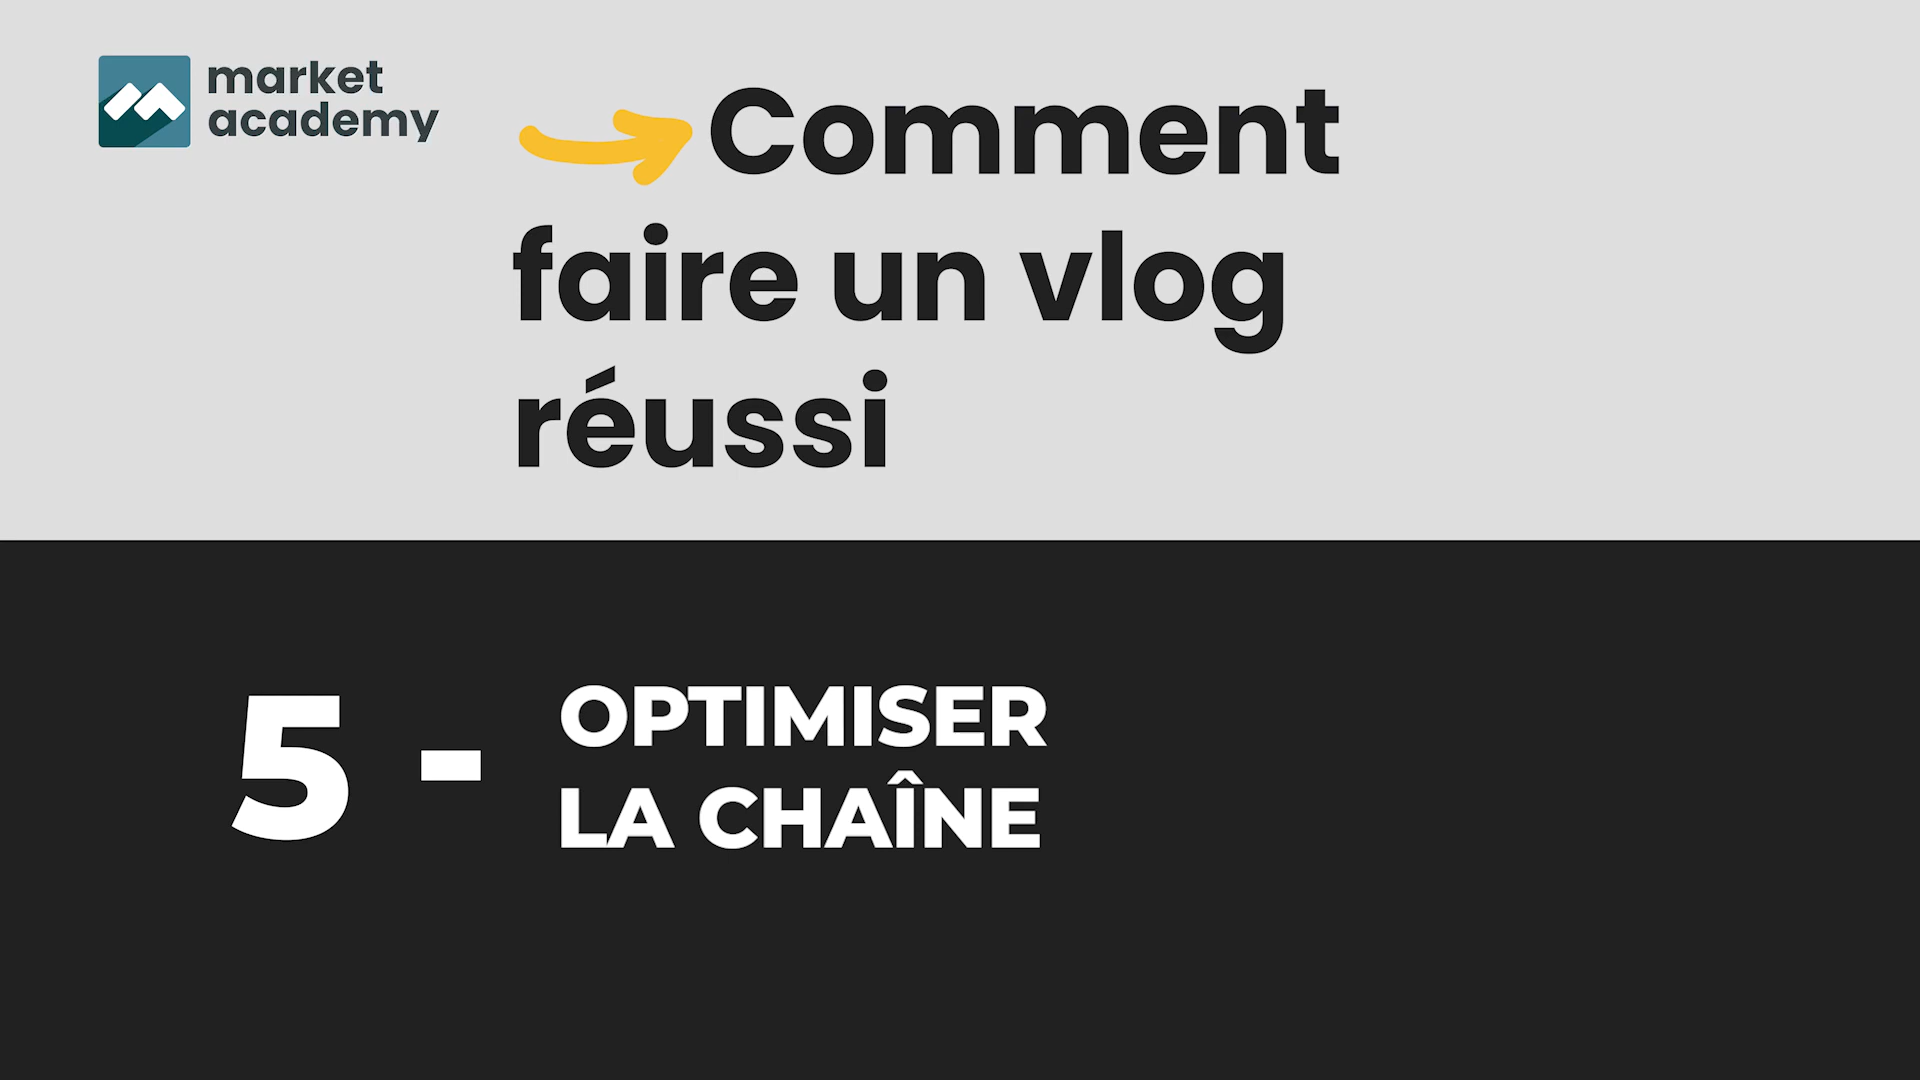 market
academy
Comment
faire un vlog
réussi
5 - OPTIMISER
LA CHAÎNE